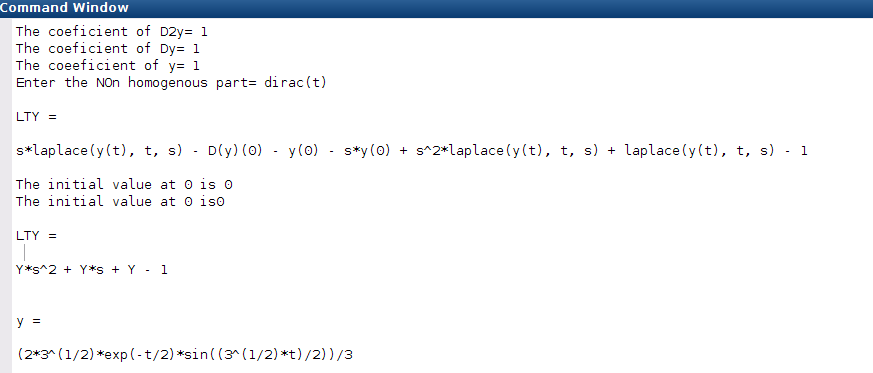 Command Window
The coeficient of D2y= 1
The coeficient of Dy= 1
The coeeficient of y= 1
Enter the NOn homogenous part= dirac(t)
LTY =
s*laplace(y(t), t, s) - D(y)(0) - y(0) - s*y(0) + s^2*laplace(y(t), t, s) + laplace(y(t), t, s) - 1
The initial value at 0 is 0
The initial value at 0 is0
LTY =
Y*s^2 + Y*s + Y - 1
y =
(2*3^(1/2)*exp(-t/2)*sin((3^(1/2)*t)/2))/3